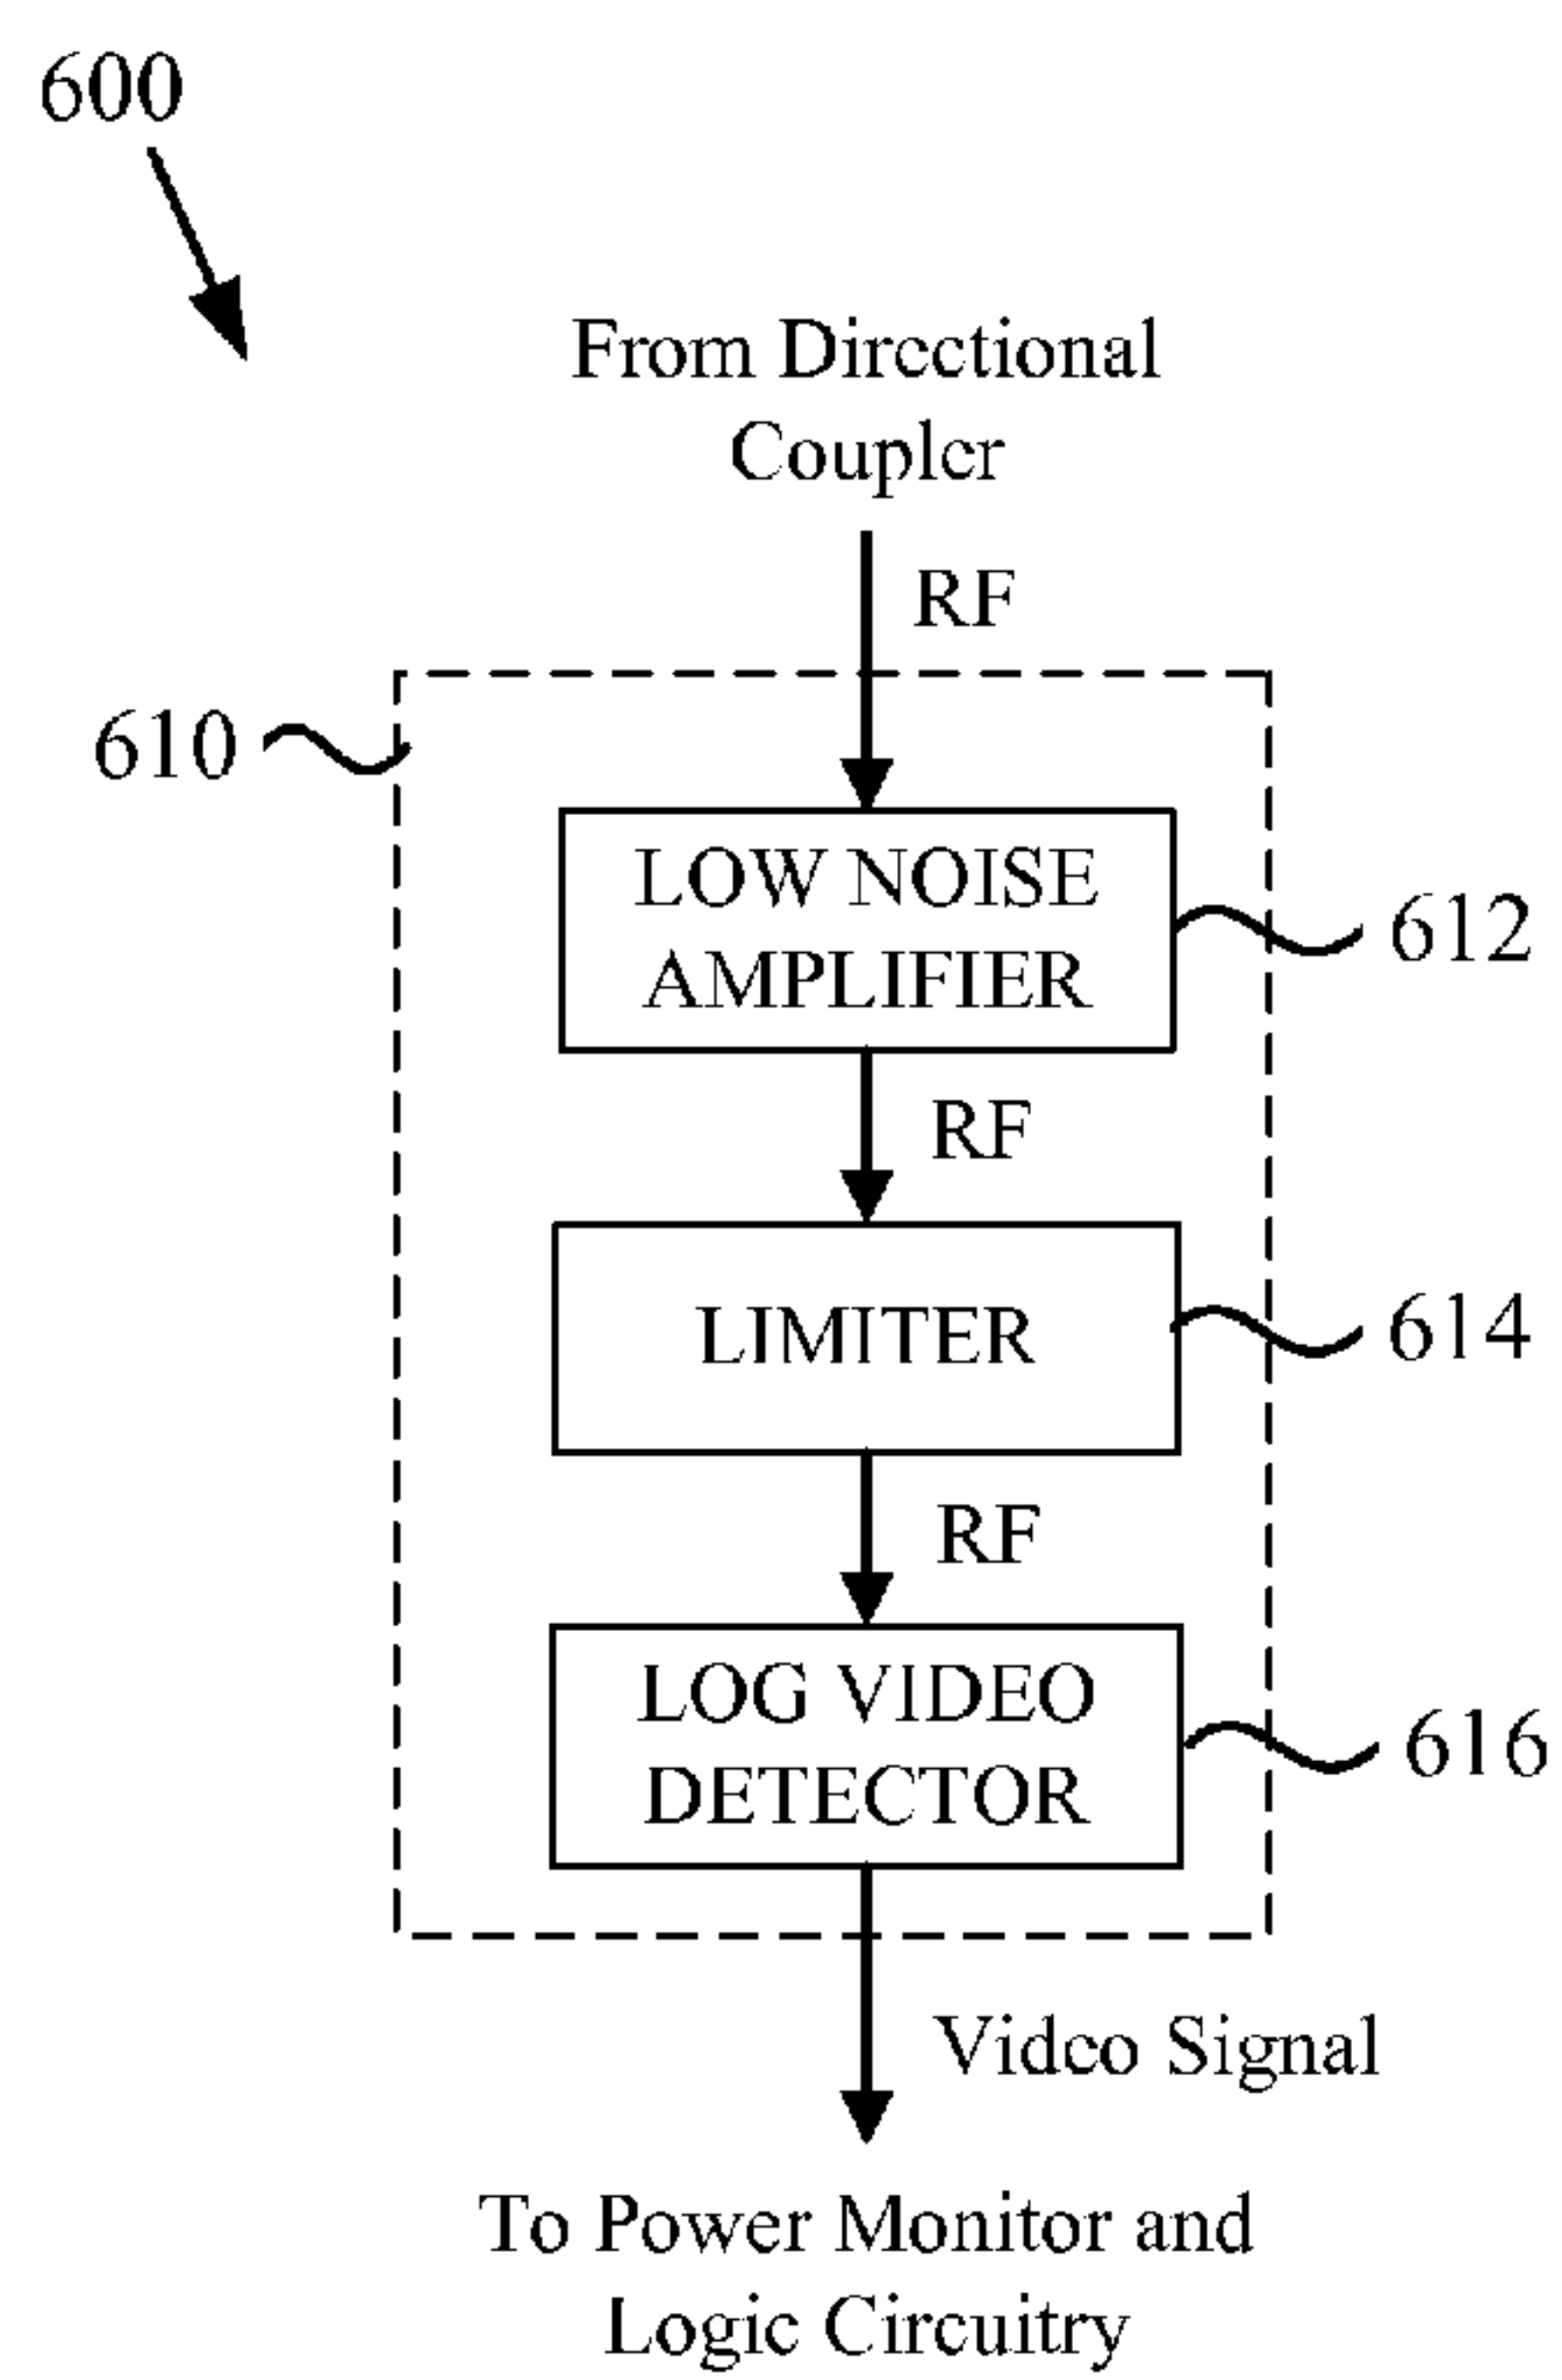 600
From Directional
Coupler
RF
610
LOW NOISE
AMPLIFIER
612
RF
LIMITER
614
RF
LOG VIDEO
DETECTOR
616
Video Signal
To Power Monitor and
Logic Circuitry